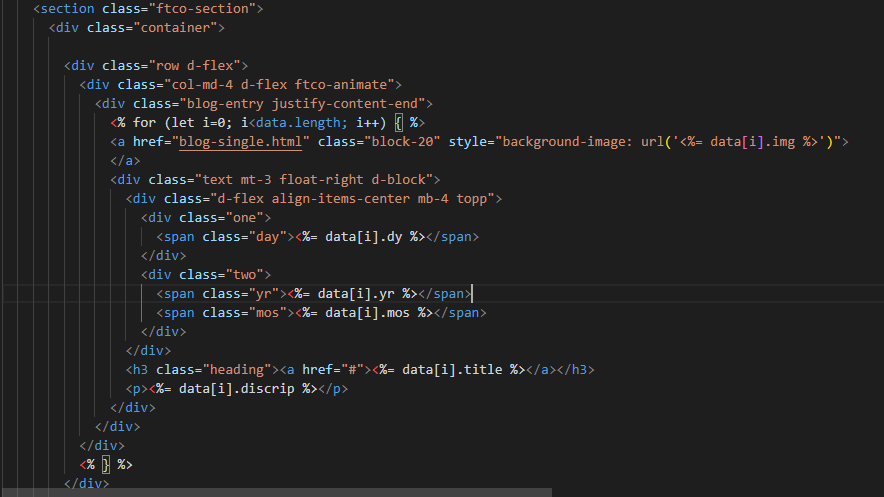 <section class="ftco-section">
<div class="container">
<div class="row d-flex">
<div class="col-md-4 d-flex ftco-animate">
<div class="blog-entry justify-content-end">
<% for (let i=0; i<data.length; i++) { %>
<a href="blog-single.html" class="block-20" style="background-image: url('<%= data[i].img %>')">
</a>
<div class="text mt-3 float-right d-block">
<div class="d-flex align-items-center mb-4 topp">
<div class="one">
<span class="day"><%= data[i].dy %></span>
</div>
<div class="two">
<span class="yr"><%= data[i].yr %></span>
<span class="mos"><%= data[i].mos %></span>
</div>
</div>
<h3 class="heading"><a href="#"><%= data[i].title %></a></h3>
<p><%= data[i].discrip %></p>
</div>
</div>
</div>
<% } %>
</div>